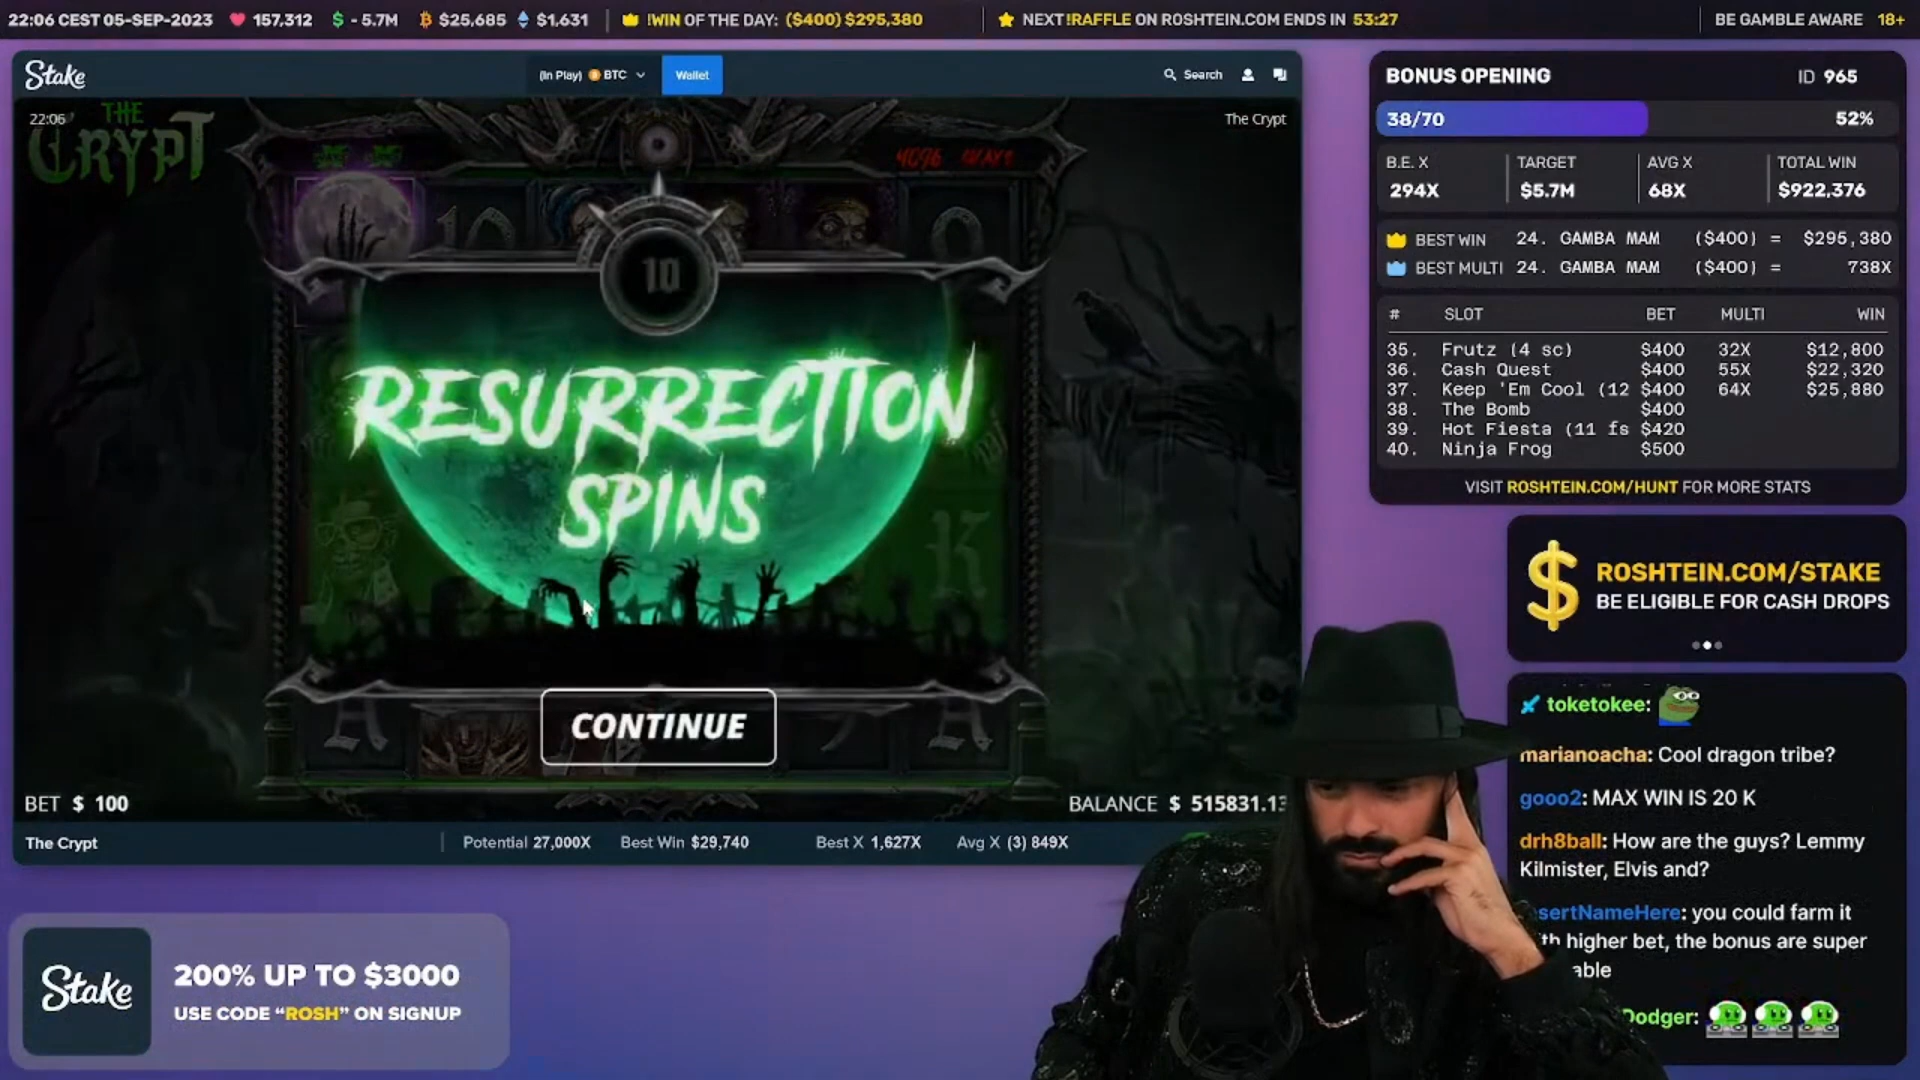 22:06 CEST 05-SEP-2023 157,312 $ - 5.7M $25,685 $1,631 !WIN OF THE DAY: ($400) $295,380 NEXT !RAFFLE ON ROSHTEIN.COM ENDS IN 53:27 BE GAMBLE AWARE 18+
Stake (In Play) BTC Wallet Search
22:06 The Crypt
THE CRYPT
4096 WAYS
10
10
RESURRECTION
SPINS
K
CONTINUE
BET $ 100 BALANCE $ 515831.13
The Crypt Potential 27,000X Best Win $29,740 Best X 1,627X Avg X (3) 849X
Stake
200% UP TO $3000
USE CODE “ROSH” ON SIGNUP
BONUS OPENING ID 965
38/70 52%
B.E. X TARGET AVG X TOTAL WIN
294X $5.7M 68X $922,376
BEST WIN 24. GAMBA MAM ($400) = $295,380
BEST MULTI 24. GAMBA MAM ($400) = 738X
# SLOT BET MULTI WIN
35. Frutz (4 sc) $400 32X $12,800
36. Cash Quest $400 55X $22,320
37. Keep 'Em Cool (12 $400 64X $25,880
38. The Bomb $400
39. Hot Fiesta (11 fs $420
40. Ninja Frog $500
VISIT ROSHTEIN.COM/HUNT FOR MORE STATS
$ ROSHTEIN.COM/STAKE
BE ELIGIBLE FOR CASH DROPS
toketokee:
marianoacha: Cool dragon tribe?
gooo2: MAX WIN IS 20 K
drh8ball: How are the guys? Lemmy
Kilmister, Elvis and?
sertNameHere: you could farm it
higher bet, the bonus are super
able
Dodger: